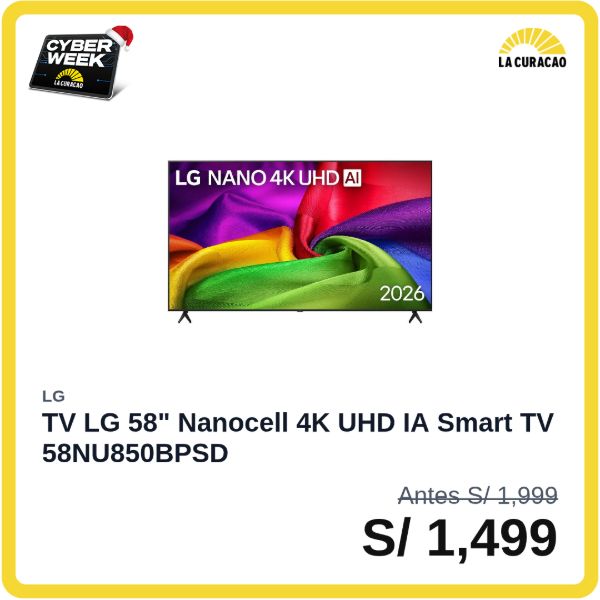 CYBER
WEEK
LA CURACAO
LA CURACAO
LG NANO 4K UHD AI
2026
LG
TV LG 58" Nanocell 4K UHD IA Smart TV
58NU850BPSD
Antes S/ 1,999
S/ 1,499